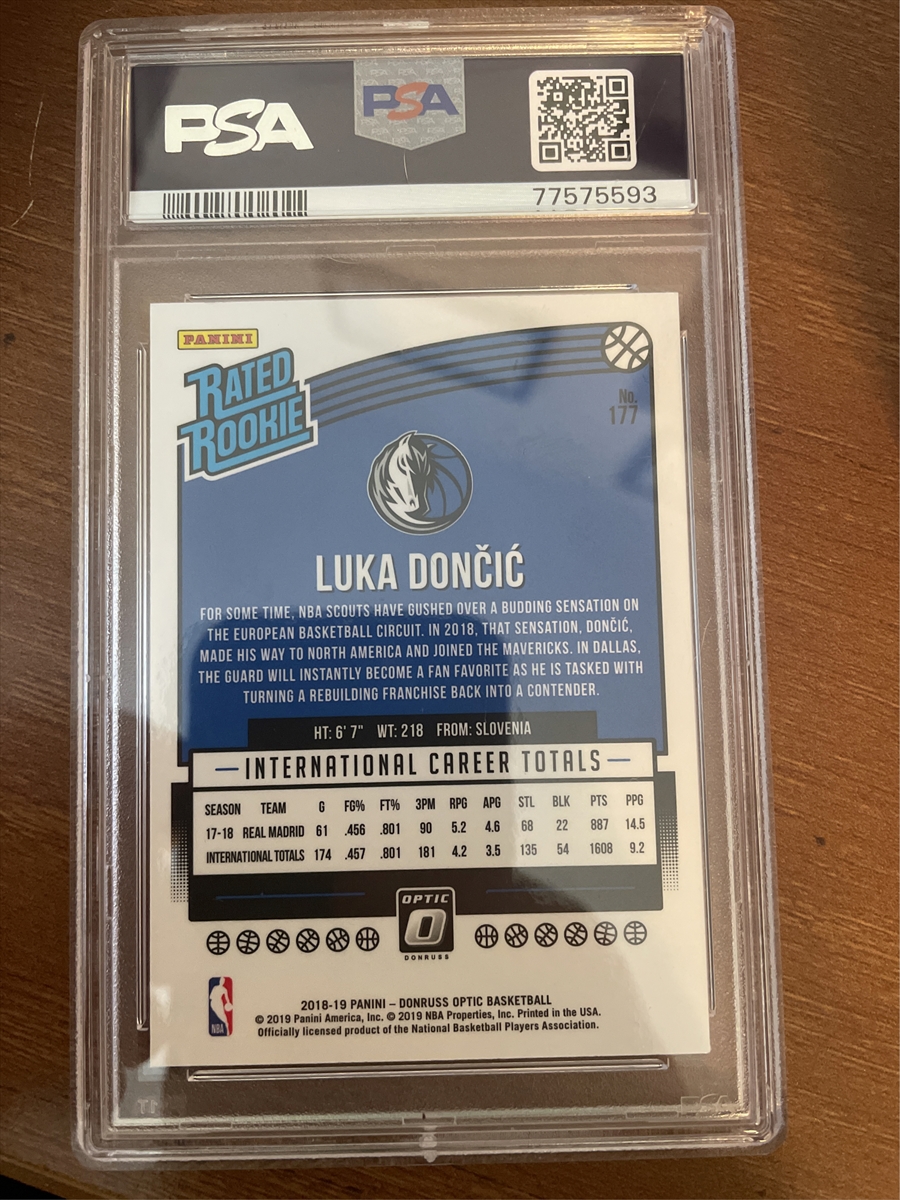 PSA
PSA
77575593
PANINI
RATED
ROOKIE
No.
177
LUKA DONČIĆ
FOR SOME TIME, NBA SCOUTS HAVE GUSHED OVER A BUDDING SENSATION ON
THE EUROPEAN BASKETBALL CIRCUIT. IN 2018, THAT SENSATION, DONČIĆ,
MADE HIS WAY TO NORTH AMERICA AND JOINED THE MAVERICKS. IN DALLAS,
THE GUARD WILL INSTANTLY BECOME A FAN FAVORITE AS HE IS TASKED WITH
TURNING A REBUILDING FRANCHISE BACK INTO A CONTENDER.
HT: 6' 7" WT: 218 FROM: SLOVENIA
INTERNATIONAL CAREER TOTALS
SEASON TEAM G FG% FT% 3PM RPG APG STL BLK PTS PPG
17-18 REAL MADRID 61 .456 .801 90 5.2 4.6 68 22 887 14.5
INTERNATIONAL TOTALS 174 .457 .801 181 4.2 3.5 135 54 1608 9.2
OPTIC
O
DONRUSS
NBA
2018-19 PANINI – DONRUSS OPTIC BASKETBALL
© 2019 Panini America, Inc. © 2019 NBA Properties, Inc. Printed in the USA.
Officially licensed product of the National Basketball Players Association.
PSA